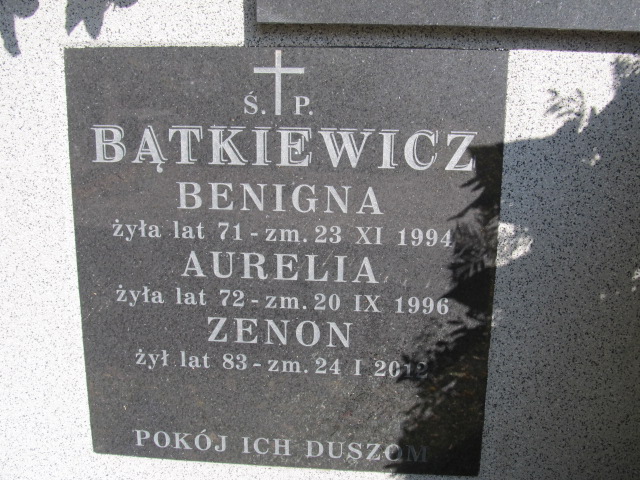 Ś. P.
BĄTKIEWICZ
BENIGNA
żyła lat 71 - zm. 23 XI 1994
AURELIA
żyła lat 72 - zm. 20 IX 1996
ZENON
żył lat 83 - zm. 24 I 2012
POKÓJ ICH DUSZOM